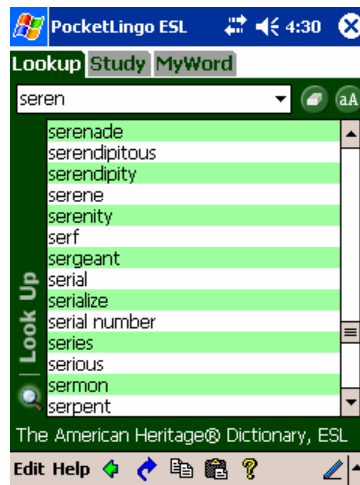 PocketLingo ESL 4:30
Lookup Study MyWord
seren
aA
serenade
serendipitous
serendipity
serene
serenity
serf
sergeant
serial
serialize
serial number
series
serious
sermon
serpent
Look Up
The American Heritage® Dictionary, ESL
Edit Help